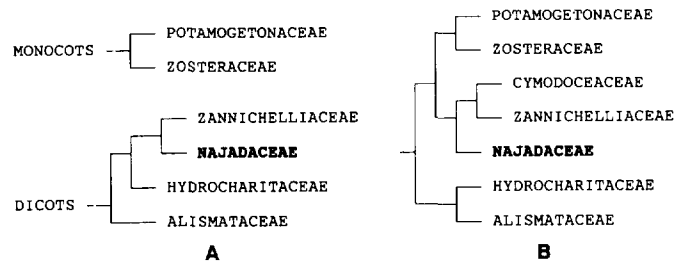 MONOCOTS
POTAMOGETONACEAE
ZOSTERACEAE
DICOTS
ZANNICHELLIACEAE
NAJADACEAE
HYDROCHARITACEAE
ALISMATACEAE
A
POTAMOGETONACEAE
ZOSTERACEAE
CYMODOCEACEAE
ZANNICHELLIACEAE
NAJADACEAE
HYDROCHARITACEAE
ALISMATACEAE
B